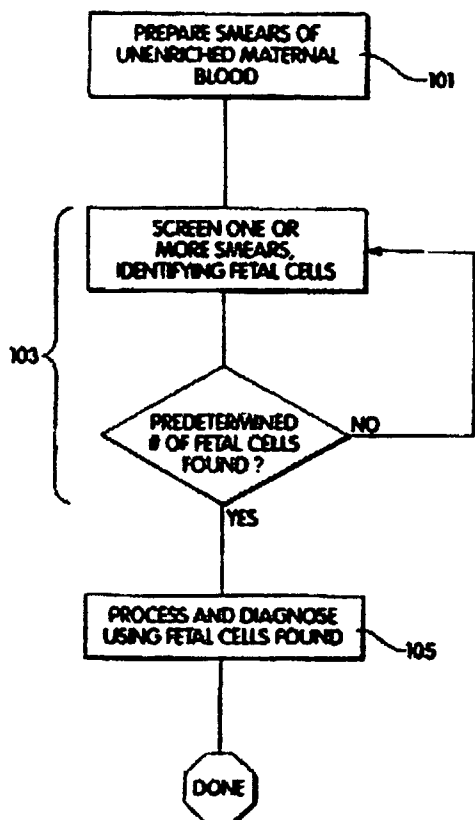 PREPARE SMEARS OF
UNENRICHED MATERNAL
BLOOD
101
SCREEN ONE OR
MORE SMEARS,
IDENTIFYING FETAL CELLS
103
PREDETERMINED
# OF FETAL CELLS
FOUND ?
NO
YES
PROCESS AND DIAGNOSE
USING FETAL CELLS FOUND
105
DONE